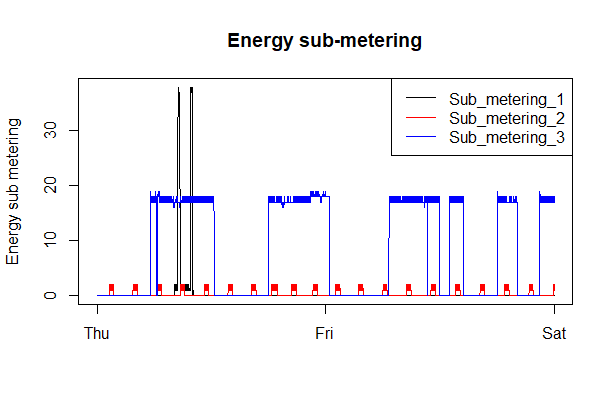 Energy sub-metering
Energy sub metering
30
20
10
0
Sub_metering_1
Sub_metering_2
Sub_metering_3
Thu Fri Sat